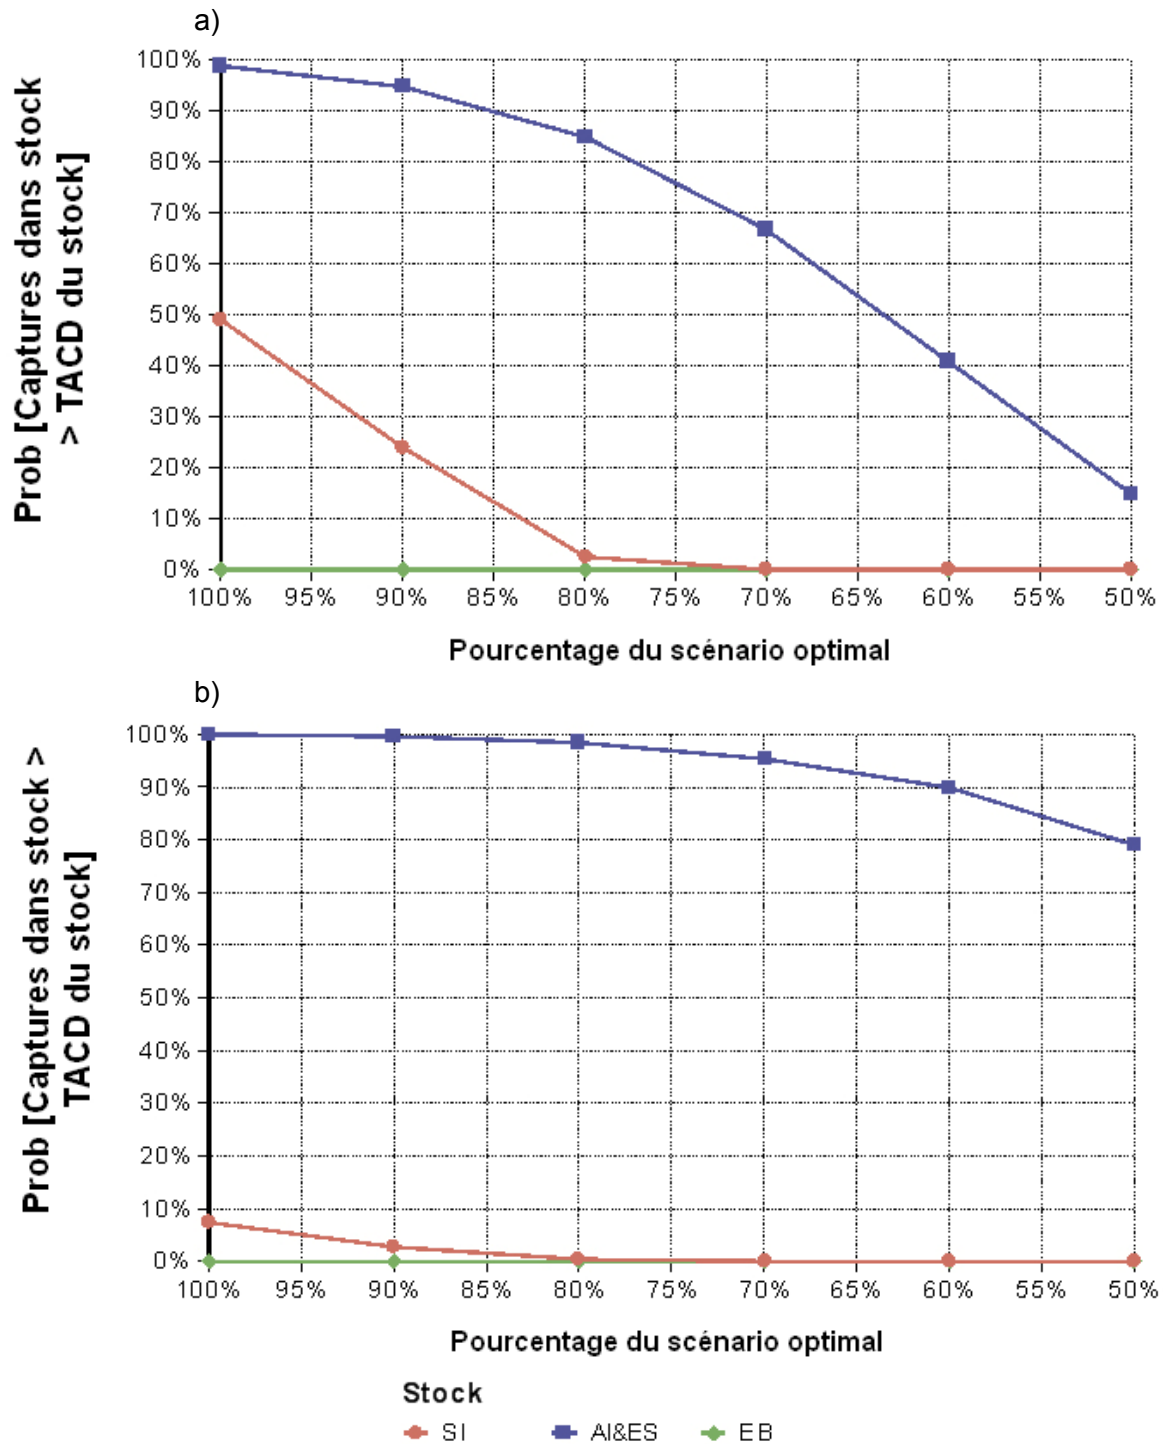 a)
Prob [Captures dans stock
> TACD du stock]
100%
90%
80%
70%
60%
50%
40%
30%
20%
10%
0%
100% 95% 90% 85% 80% 75% 70% 65% 60% 55% 50%
Pourcentage du scénario optimal
b)
Prob [Captures dans stock >
TACD du stock]
100%
90%
80%
70%
60%
50%
40%
30%
20%
10%
0%
100% 95% 90% 85% 80% 75% 70% 65% 60% 55% 50%
Pourcentage du scénario optimal
Stock
SI AI&ES EB